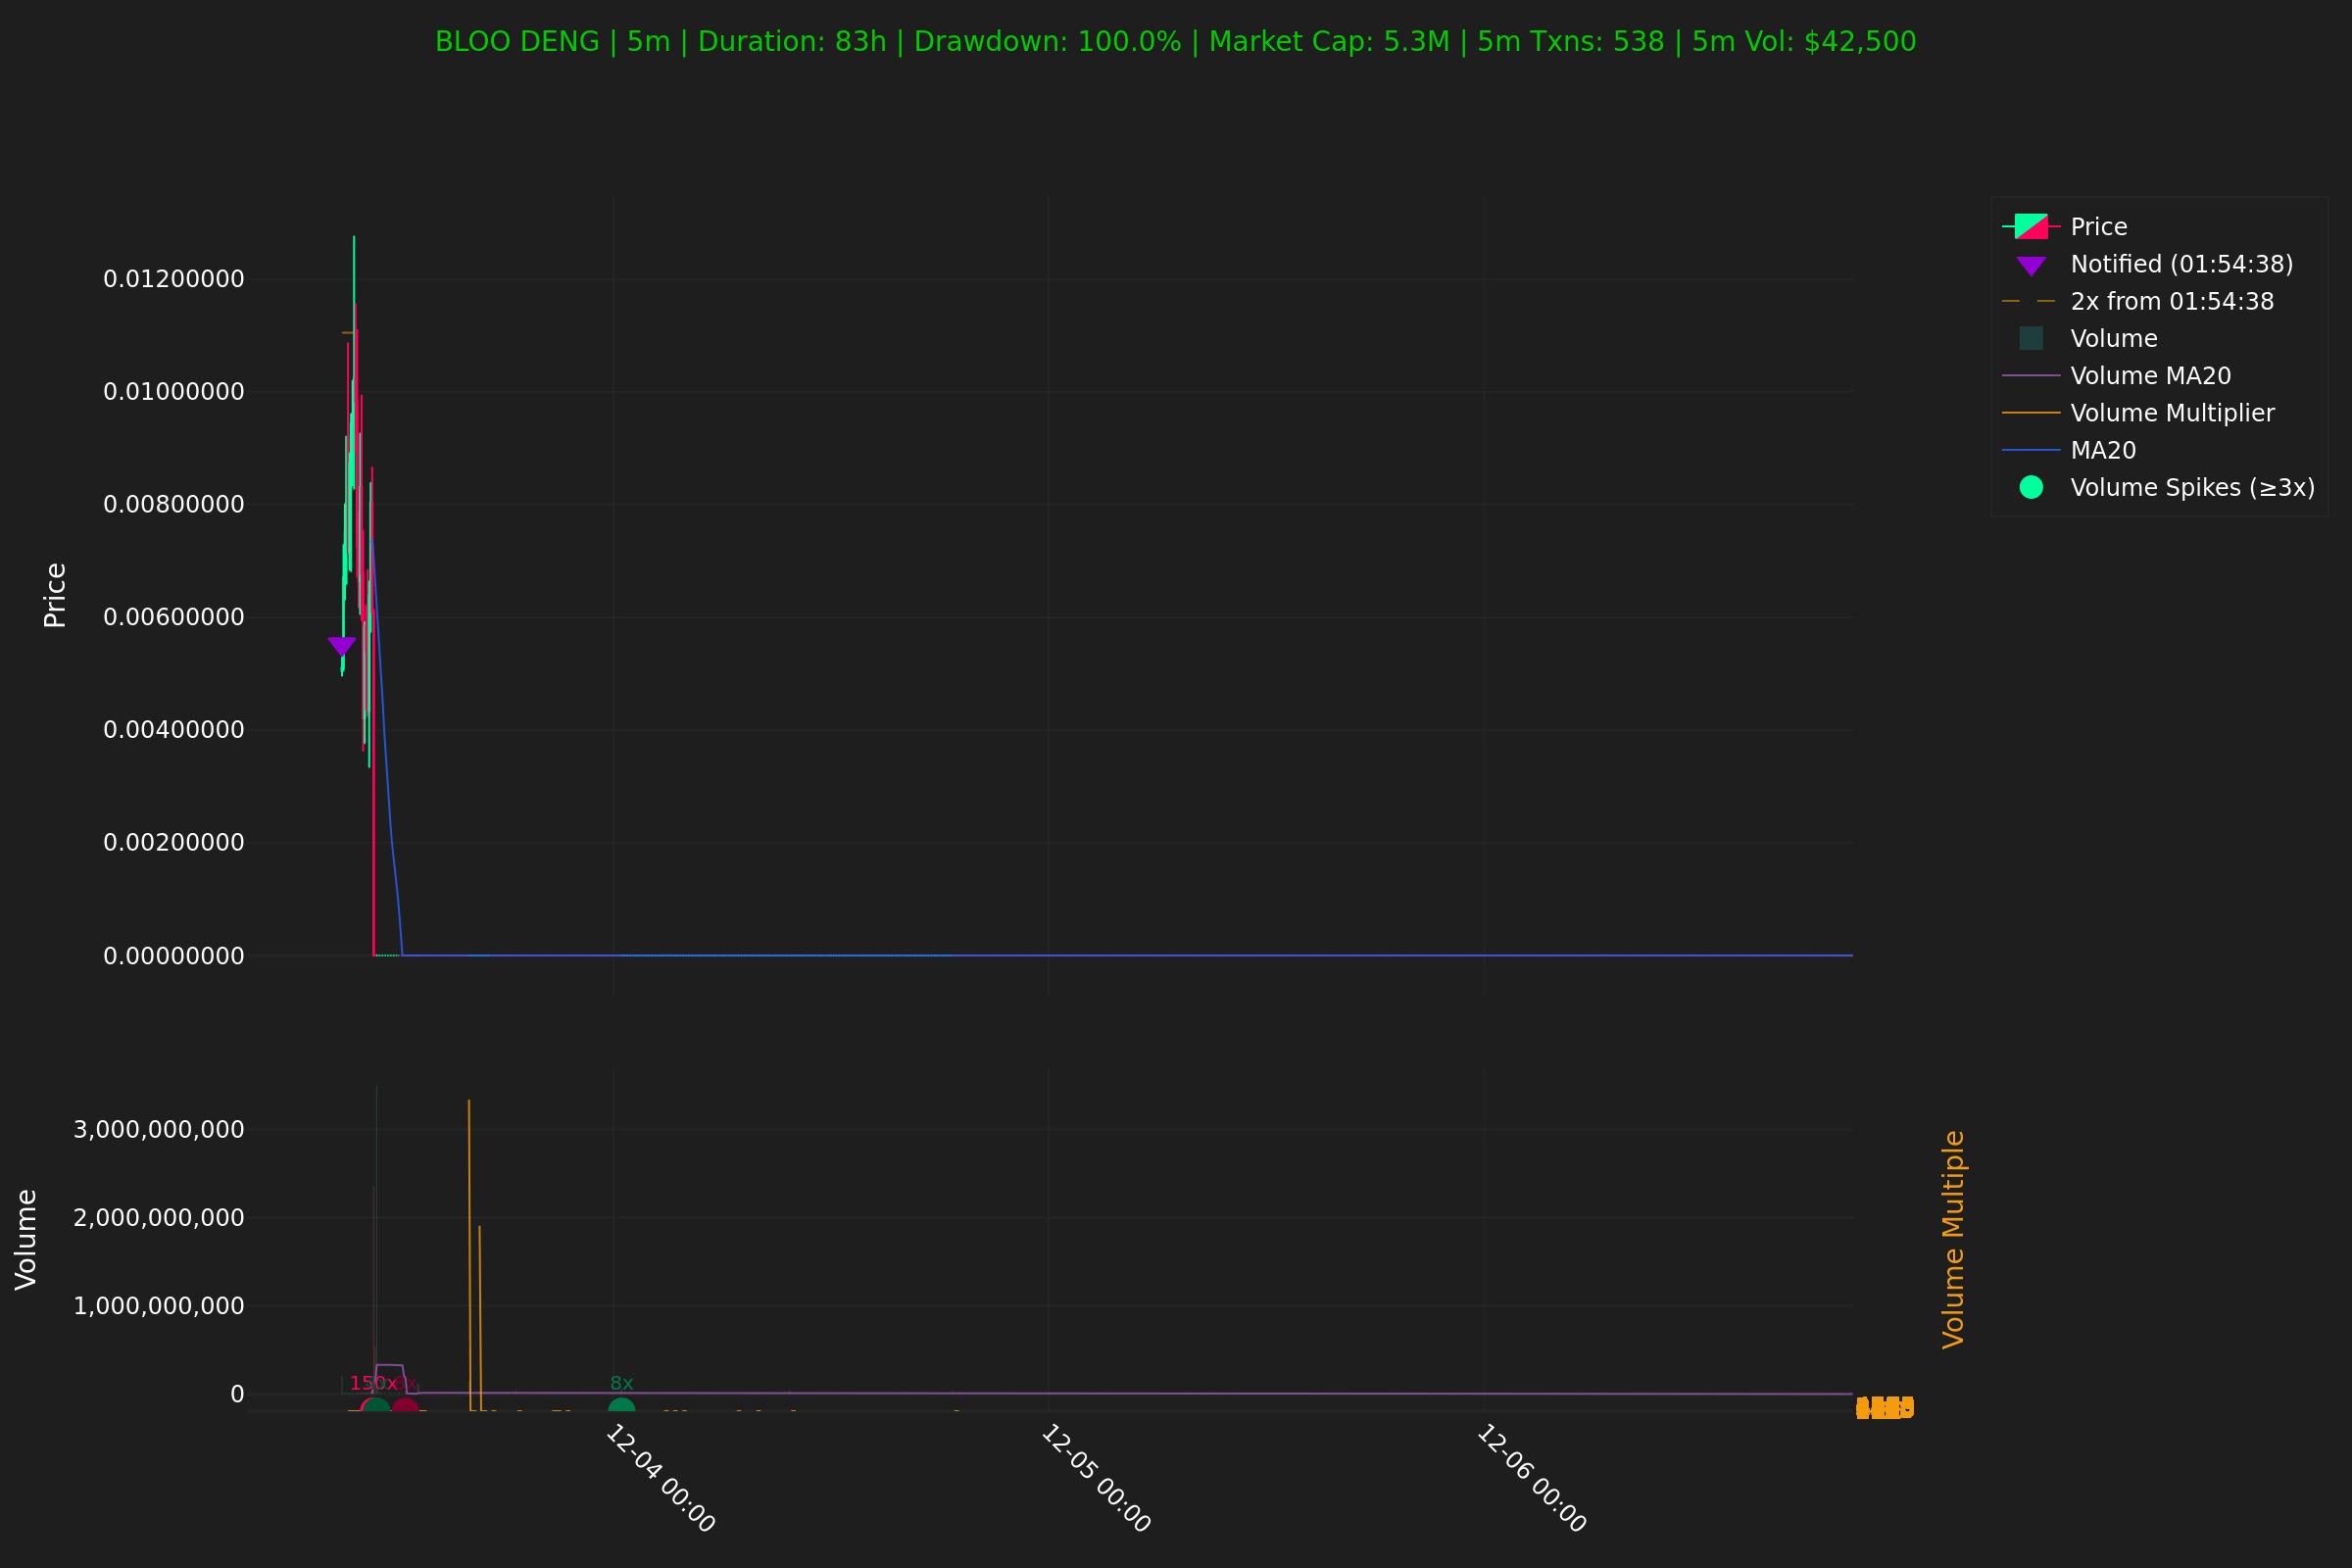 BLOO DENG | 5m | Duration: 83h | Drawdown: 100.0% | Market Cap: 5.3M | 5m Txns: 538 | 5m Vol: $42,500
Price
Notified (01:54:38)
2x from 01:54:38
Volume
Volume MA20
Volume Multiplier
MA20
Volume Spikes (≥3x)
Price
0.01200000
0.01000000
0.00800000
0.00600000
0.00400000
0.00200000
0.00000000
Volume
3,000,000,000
2,000,000,000
1,000,000,000
0
150x
8x
Volume Multiple
12-04 00:00
12-05 00:00
12-06 00:00